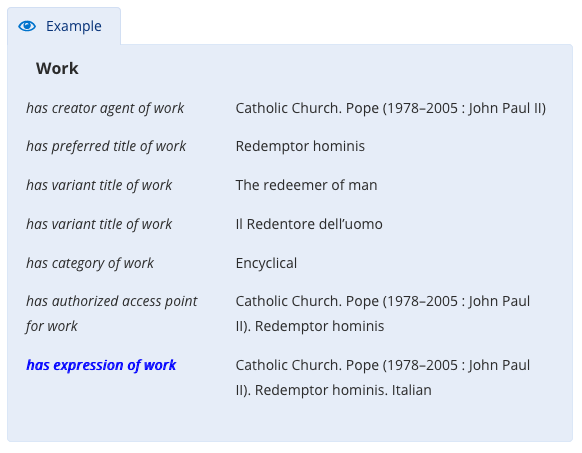 Example
Work
has creator agent of work Catholic Church. Pope (1978–2005 : John Paul II)
has preferred title of work Redemptor hominis
has variant title of work The redeemer of man
has variant title of work Il Redentore dell’uomo
has category of work Encyclical
has authorized access point Catholic Church. Pope (1978–2005 : John Paul
for work II). Redemptor hominis
has expression of work Catholic Church. Pope (1978–2005 : John Paul
II). Redemptor hominis. Italian